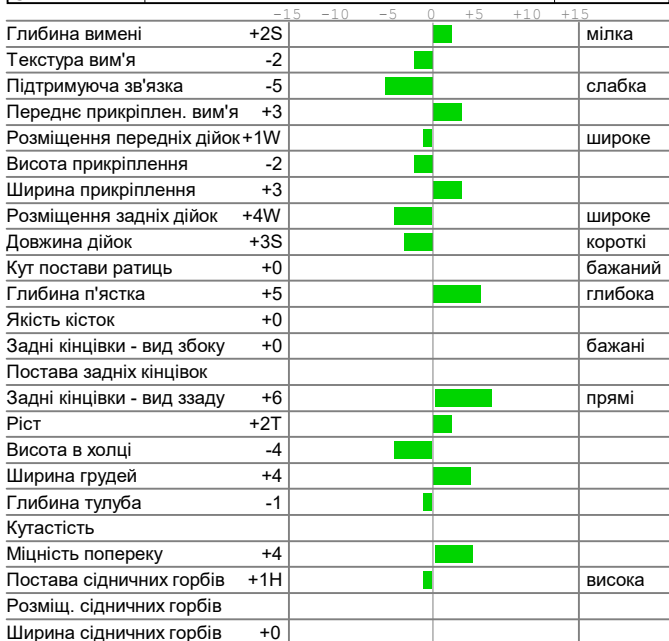 -15 -10 -5 0 +5 +10 +15
Глибина вимені +2S мілка
Текстура вим'я -2
Підтримуюча зв'язка -5 слабка
Переднє прикріплен. вим'я +3
Розміщення передніх дійок +1W широке
Висота прикріплення -2
Ширина прикріплення +3
Розміщення задніх дійок +4W широке
Довжина дійок +3S короткі
Кут постави ратиць +0 бажаний
Глибина п'ястка +5 глибока
Якість кісток +0
Задні кінцівки - вид збоку +0 бажані
Постава задніх кінцівок
Задні кінцівки - вид ззаду +6 прямі
Ріст +2T
Висота в холці -4
Ширина грудей +4
Глибина тулуба -1
Кутастість
Міцність попереку +4
Постава сідничних горбів +1H висока
Розміщ. сідничних горбів
Ширина сідничних горбів +0